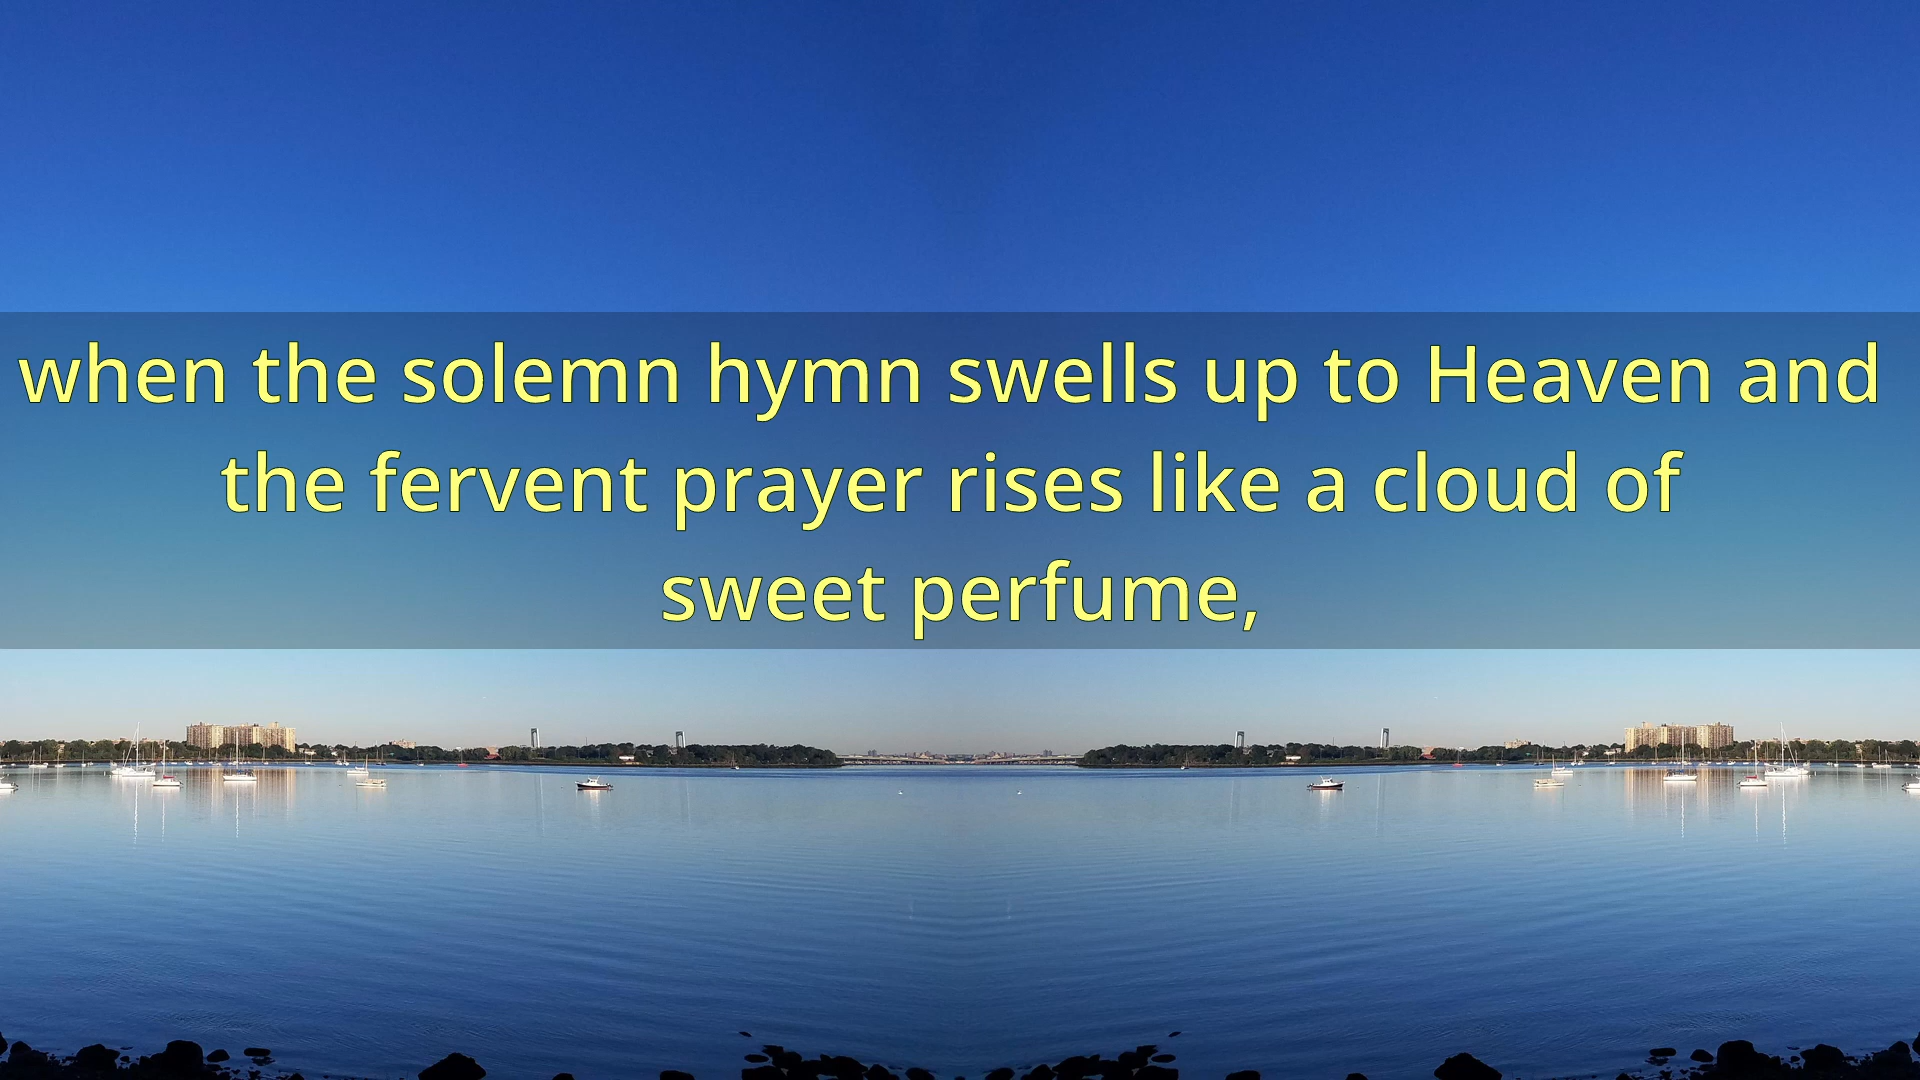 when the solemn hymn swells up to Heaven and
the fervent prayer rises like a cloud of
sweet perfume,